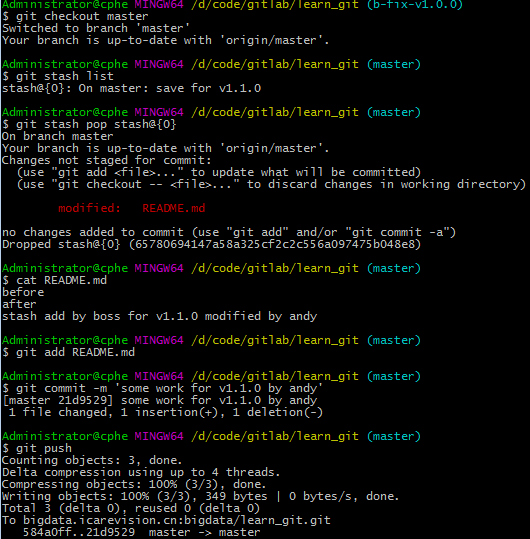 Administrator@cphe MINGW64 /d/code/gitlab/learn_git (b-fix-v1.0.0)
$ git checkout master
Switched to branch 'master'
Your branch is up-to-date with 'origin/master'.
Administrator@cphe MINGW64 /d/code/gitlab/learn_git (master)
$ git stash list
stash@{0}: On master: save for v1.1.0
Administrator@cphe MINGW64 /d/code/gitlab/learn_git (master)
$ git stash pop stash@{0}
On branch master
Your branch is up-to-date with 'origin/master'.
Changes not staged for commit:
  (use "git add <file>..." to update what will be committed)
  (use "git checkout -- <file>..." to discard changes in working directory)
        modified:   README.md
no changes added to commit (use "git add" and/or "git commit -a")
Dropped stash@{0} (65780694147a58a325cf2c2c556a097475b048e8)
Administrator@cphe MINGW64 /d/code/gitlab/learn_git (master)
$ cat README.md
before
after
stash add by boss for v1.1.0 modified by andy
Administrator@cphe MINGW64 /d/code/gitlab/learn_git (master)
$ git add README.md
Administrator@cphe MINGW64 /d/code/gitlab/learn_git (master)
$ git commit -m 'some work for v1.1.0 by andy'
[master 21d9529] some work for v1.1.0 by andy
 1 file changed, 1 insertion(+), 1 deletion(-)
Administrator@cphe MINGW64 /d/code/gitlab/learn_git (master)
$ git push
Counting objects: 3, done.
Delta compression using up to 4 threads.
Compressing objects: 100% (3/3), done.
Writing objects: 100% (3/3), 349 bytes | 0 bytes/s, done.
Total 3 (delta 0), reused 0 (delta 0)
To bigdata.icarevision.cn:bigdata/learn_git.git
   584a0ff..21d9529  master -> master